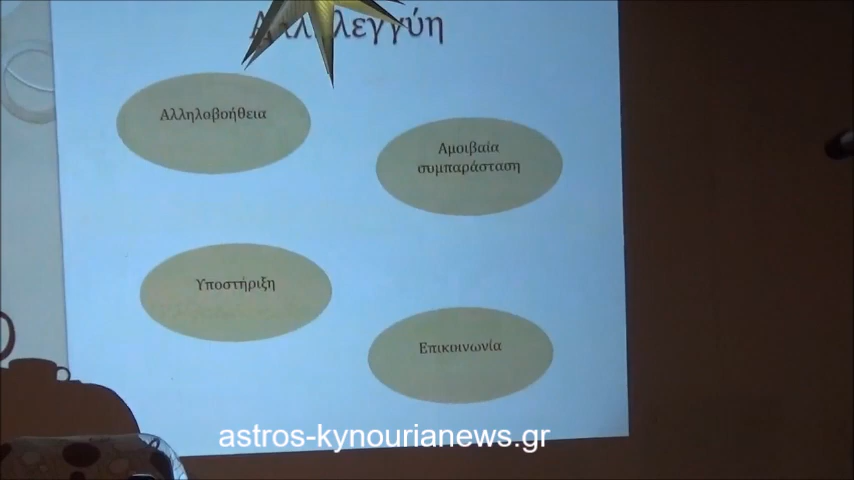 Αλληλοβοήθεια
Αμοιβαία
συμπαράσταση
Υποστήριξη
Επικοινωνία
astros-kynourianews.gr